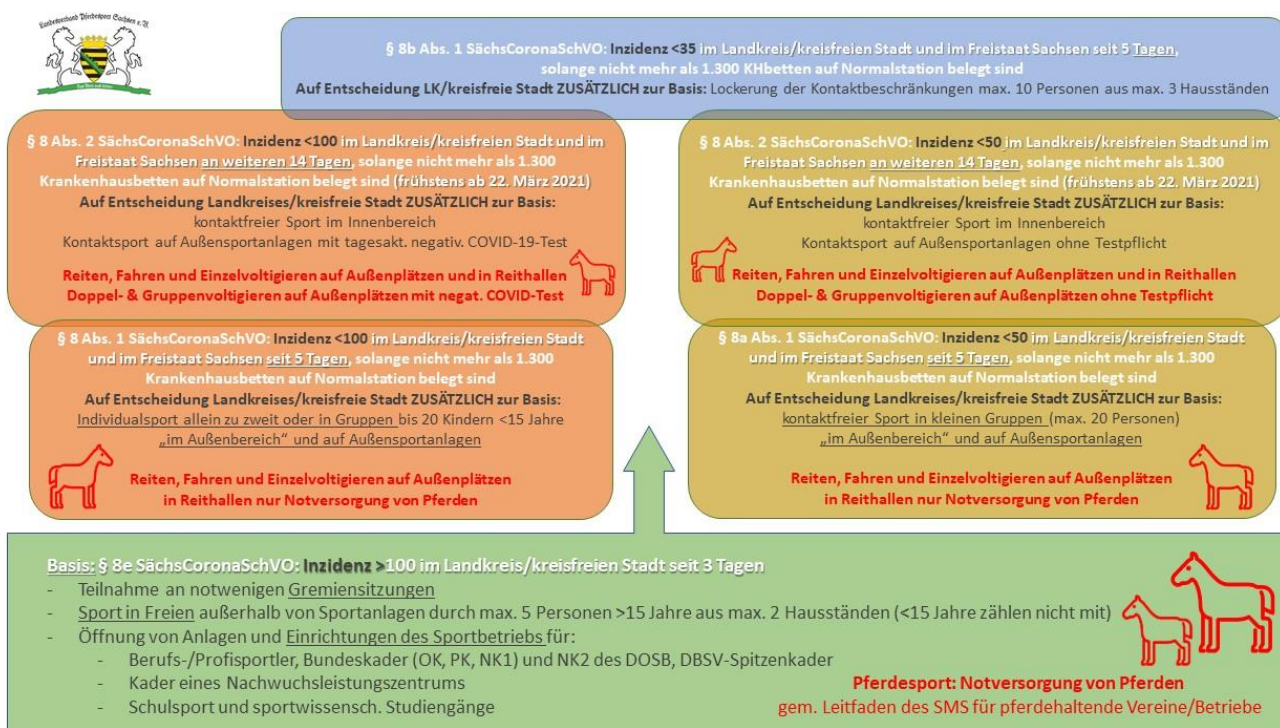 Landesverband Pferdesport Sachsen e. V.
§ 8b Abs. 1 SächsCoronaSchVO: Inzidenz <35 im Landkreis/kreisfreien Stadt und im Freistaat Sachsen seit 5 Tagen,
solange nicht mehr als 1.300 KHbetten auf Normalstation belegt sind
Auf Entscheidung LK/kreisfreie Stadt ZUSÄTZLICH zur Basis: Lockerung der Kontaktbeschränkungen max. 10 Personen aus max. 3 Hausständen
§ 8 Abs. 2 SächsCoronaSchVO: Inzidenz <100 im Landkreis/kreisfreien Stadt und im
Freistaat Sachsen an weiteren 14 Tagen, solange nicht mehr als 1.300
Krankenhausbetten auf Normalstation belegt sind (frühstens ab 22. März 2021)
Auf Entscheidung Landkreises/kreisfreie Stadt ZUSÄTZLICH zur Basis:
kontaktfreier Sport im Innenbereich
Kontaktsport auf Außensportanlagen mit tagesakt. negativ. COVID-19-Test
Reiten, Fahren und Einzelvoltigieren auf Außenplätzen und in Reithallen
Doppel- & Gruppenvoltigieren auf Außenplätzen mit negat. COVID-Test
§ 8 Abs. 2 SächsCoronaSchVO: Inzidenz <50 im Landkreis/kreisfreien Stadt und im
Freistaat Sachsen an weiteren 14 Tagen, solange nicht mehr als 1.300
Krankenhausbetten auf Normalstation belegt sind (frühstens ab 22. März 2021)
Auf Entscheidung Landkreises/kreisfreie Stadt ZUSÄTZLICH zur Basis:
kontaktfreier Sport im Innenbereich
Kontaktsport auf Außensportanlagen ohne Testpflicht
Reiten, Fahren und Einzelvoltigieren auf Außenplätzen und in Reithallen
Doppel- & Gruppenvoltigieren auf Außenplätzen ohne Testpflicht
§ 8 Abs. 1 SächsCoronaSchVO: Inzidenz <100 im Landkreis/kreisfreien Stadt
und im Freistaat Sachsen seit 5 Tagen, solange nicht mehr als 1.300
Krankenhausbetten auf Normalstation belegt sind
Auf Entscheidung Landkreises/kreisfreie Stadt ZUSÄTZLICH zur Basis:
Individualsport allein zu zweit oder in Gruppen bis 20 Kindern <15 Jahre
„im Außenbereich“ und auf Außensportanlagen
Reiten, Fahren und Einzelvoltigieren auf Außenplätzen
in Reithallen nur Notversorgung von Pferden
§ 8a Abs. 1 SächsCoronaSchVO: Inzidenz <50 im Landkreis/kreisfreien Stadt
und im Freistaat Sachsen seit 5 Tagen, solange nicht mehr als 1.300
Krankenhausbetten auf Normalstation belegt sind
Auf Entscheidung Landkreises/kreisfreie Stadt ZUSÄTZLICH zur Basis:
kontaktfreier Sport in kleinen Gruppen (max. 20 Personen)
„im Außenbereich“ und auf Außensportanlagen
Reiten, Fahren und Einzelvoltigieren auf Außenplätzen
in Reithallen nur Notversorgung von Pferden
Basis: § 8e SächsCoronaSchVO: Inzidenz >100 im Landkreis/kreisfreien Stadt seit 3 Tagen
- Teilnahme an notwenigen Gremiensitzungen
- Sport in Freien außerhalb von Sportanlagen durch max. 5 Personen >15 Jahre aus max. 2 Hausständen (<15 Jahre zählen nicht mit)
- Öffnung von Anlagen und Einrichtungen des Sportbetriebs für:
- Berufs-/Profisportler, Bundeskader (OK, PK, NK1) und NK2 des DOSB, DBSV-Spitzenkader
- Kader eines Nachwuchsleistungszentrums
- Schulsport und sportwissensch. Studiengänge
Pferdesport: Notversorgung von Pferden
gem. Leitfaden des SMS für pferdehaltende Vereine/Betriebe